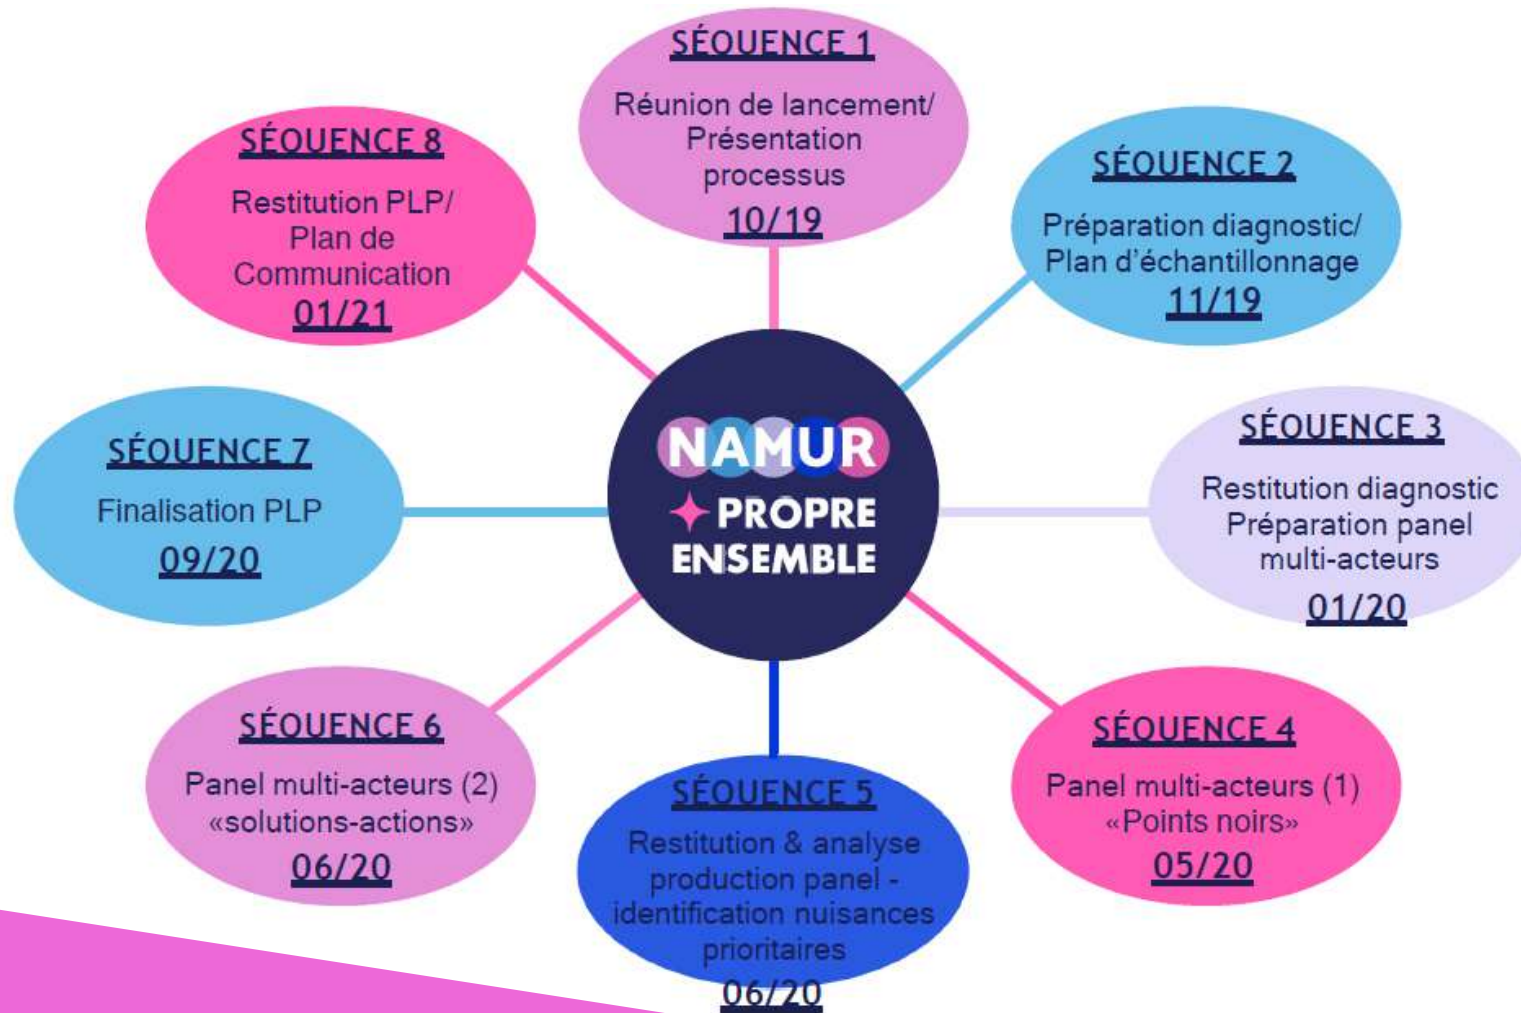 SÉQUENCE 1
Réunion de lancement/
Présentation
processus
10/19
SÉQUENCE 2
Préparation diagnostic/
Plan d’échantillonnage
11/19
SÉQUENCE 3
Restitution diagnostic
Préparation panel
multi-acteurs
01/20
SÉQUENCE 4
Panel multi-acteurs (1)
«Points noirs»
05/20
SÉQUENCE 5
Restitution & analyse
production panel -
identification nuisances
prioritaires
06/20
SÉQUENCE 6
Panel multi-acteurs (2)
«solutions-actions»
06/20
SÉQUENCE 7
Finalisation PLP
09/20
SÉQUENCE 8
Restitution PLP/
Plan de
Communication
01/21
NAMUR
PROPRE
ENSEMBLE